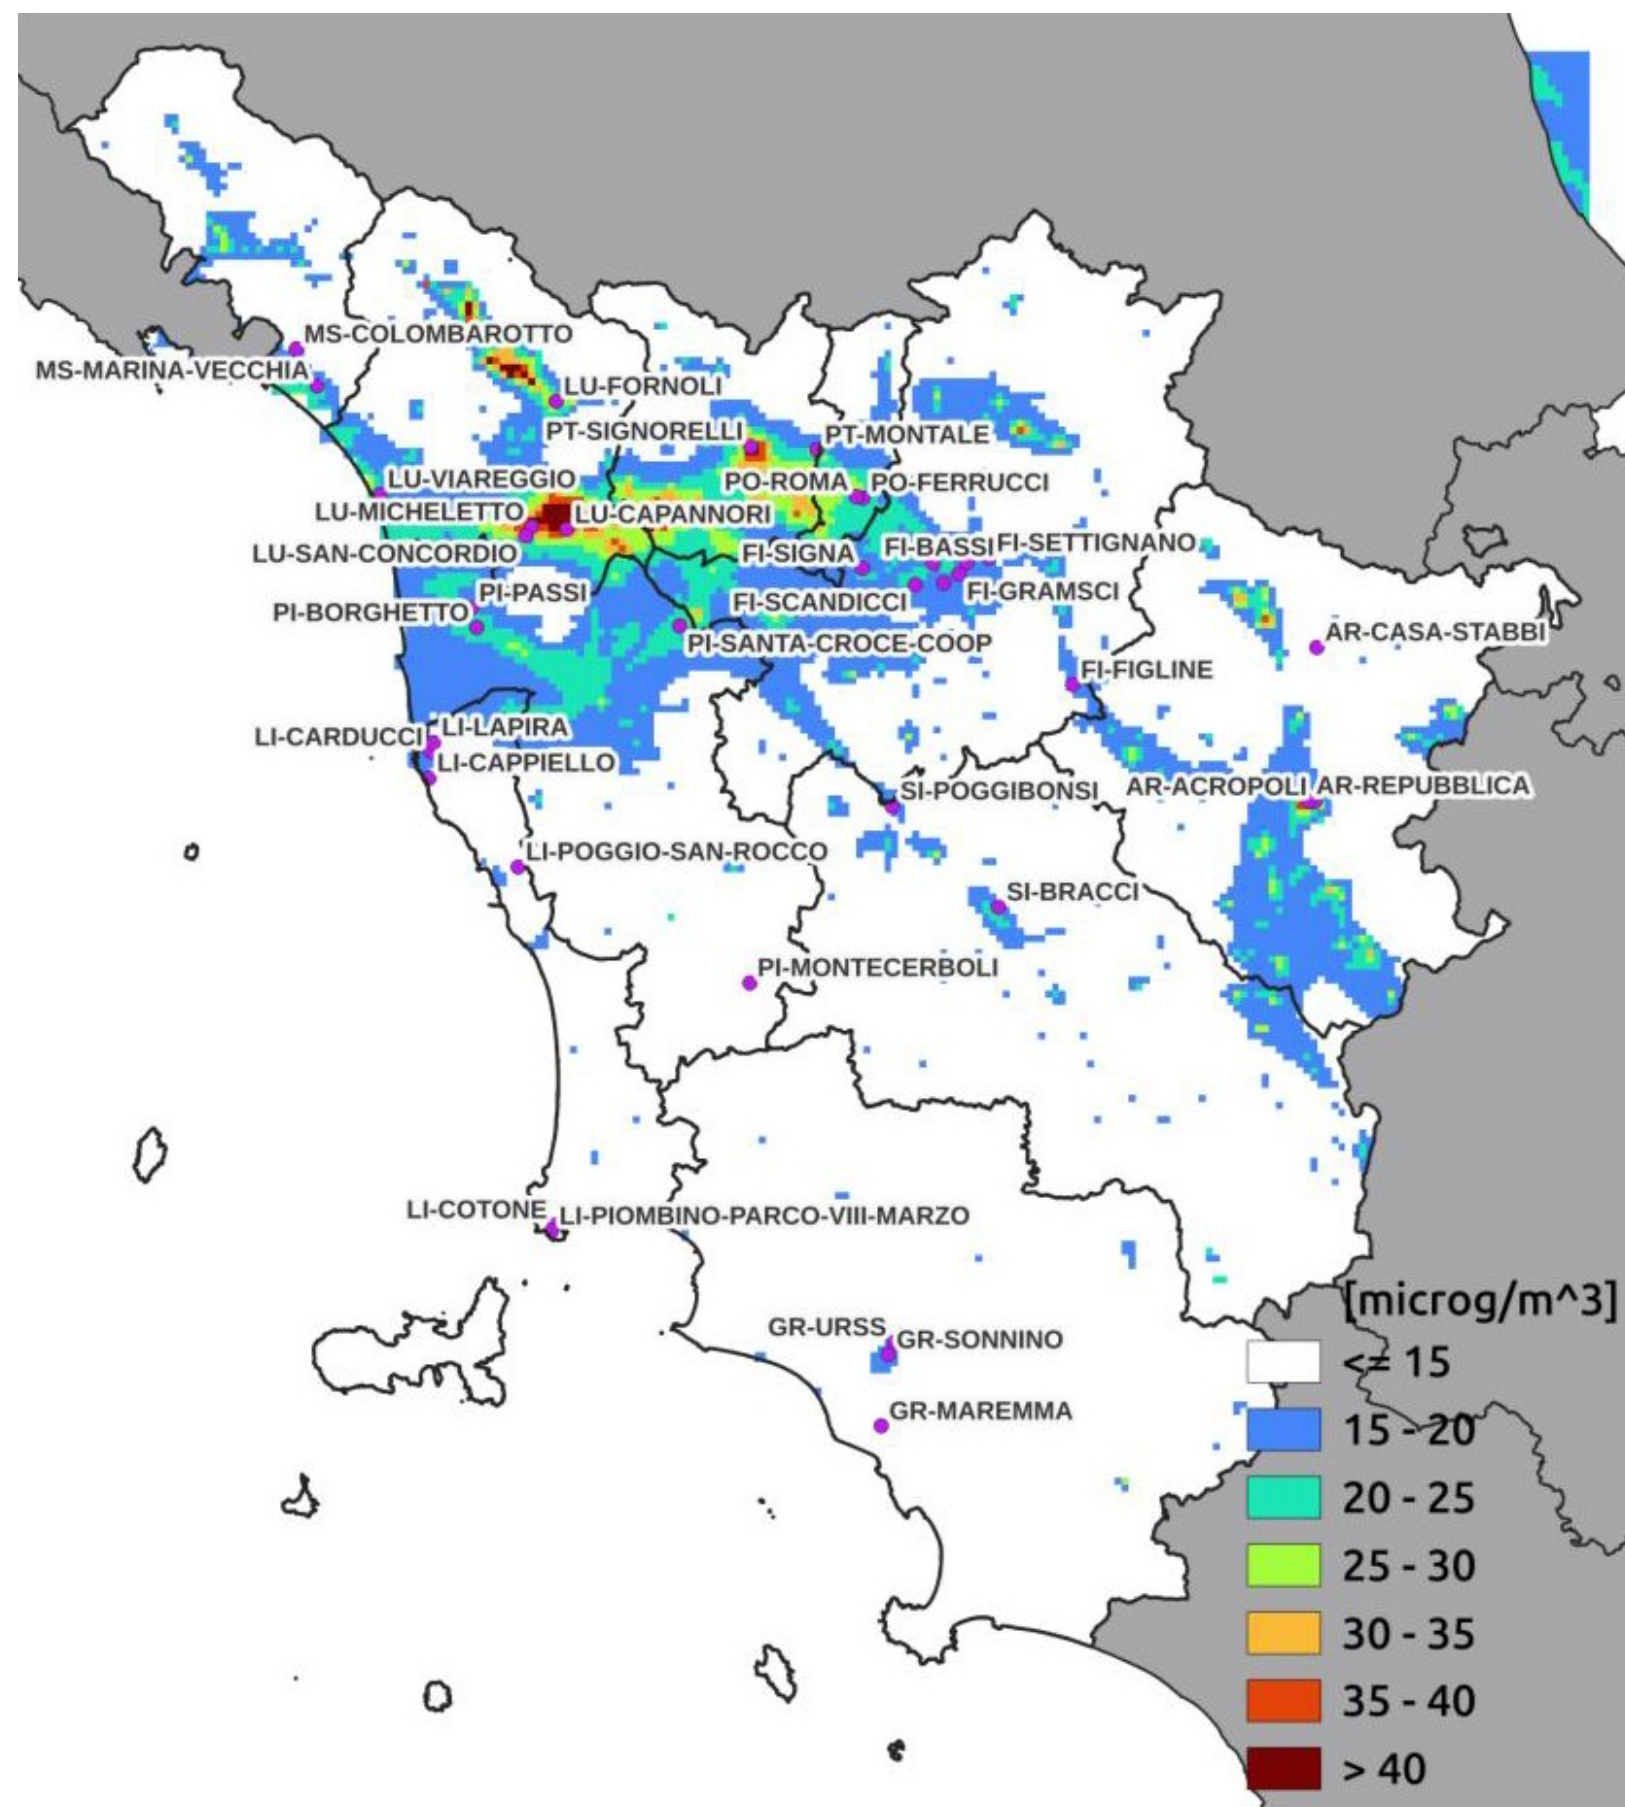 MS-COLOMBAROTTO
MS-MARINA-VECCHIA
LU-FORNOLI
PT-SIGNORELLI
PT-MONTALE
LU-VIAREGGIO
PO-ROMA
PO-FERRUCCI
LU-MICHELETTO
LU-CAPANNORI
LU-SAN-CONCORDIO
FI-SIGNA
FI-BASSI
FI-SETTIGNANO
PI-PASSI
FI-SCANDICCI
FI-GRAMSCI
PI-BORGHETTO
PI-SANTA-CROCE-COOP
AR-CASA-STABBI
FI-FIGLINE
LI-CARDUCCI
LI-LAPIRA
LI-CAPPIELLO
SI-POGGIBONSI
AR-ACROPOLI
AR-REPUBBLICA
LI-POGGIO-SAN-ROCCO
SI-BRACCI
PI-MONTECERBOLI
LI-COTONE
LI-PIOMBINO-PARCO-VIII-MARZO
GR-URSS
GR-SONNINO
GR-MAREMMA
[microg/m^3]
<= 15
15 - 20
20 - 25
25 - 30
30 - 35
35 - 40
> 40